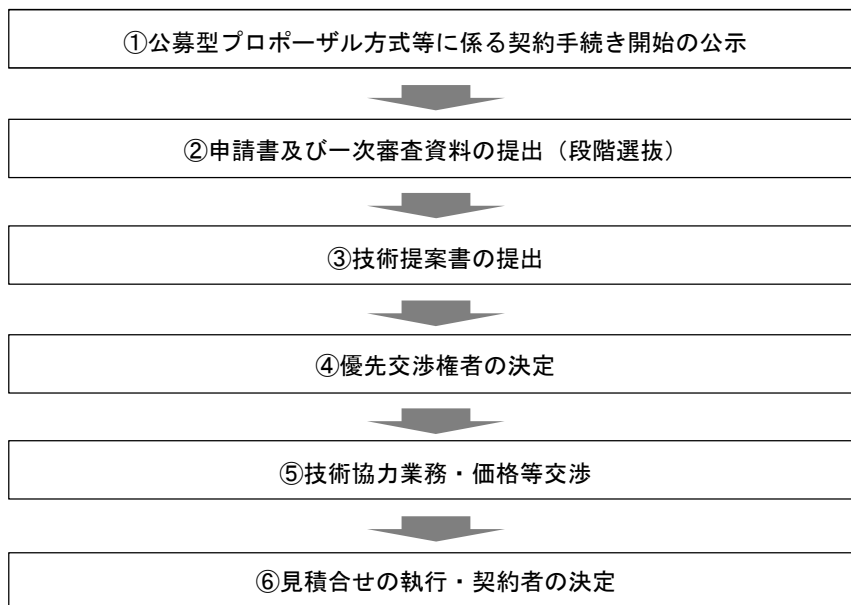 ①公募型プロポーザル方式等に係る契約手続き開始の公示
②申請書及び一次審査資料の提出（段階選抜）
③技術提案書の提出
④優先交渉権者の決定
⑤技術協力業務・価格等交渉
⑥見積合せの執行・契約者の決定